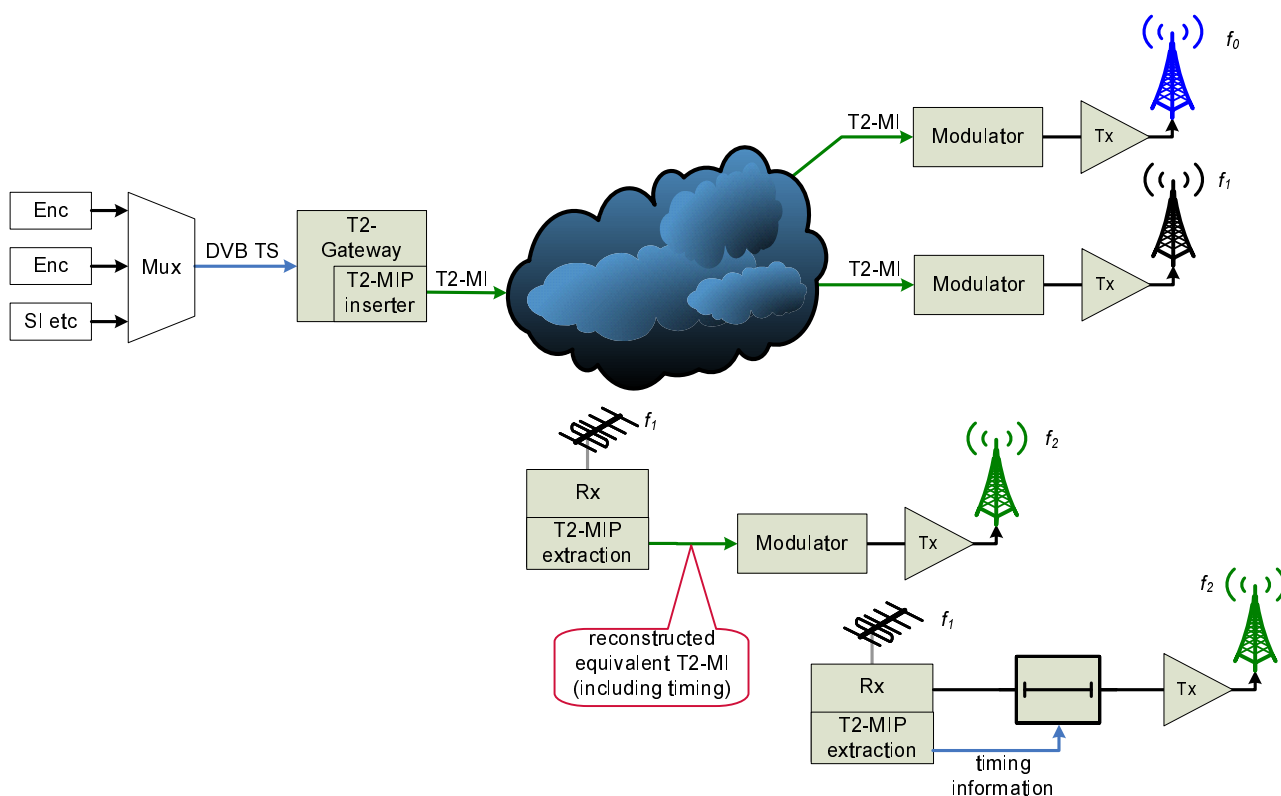 f0
T2-MI
Modulator
Tx
f1
Enc
Enc
SI etc
Mux
DVB TS
T2-
Gateway
T2-MIP
inserter
T2-MI
T2-MI
Modulator
Tx
f1
Rx
T2-MIP
extraction
Modulator
Tx
f2
reconstructed
equivalent T2-MI
(including timing)
f1
Rx
T2-MIP
extraction
timing
information
Tx
f2